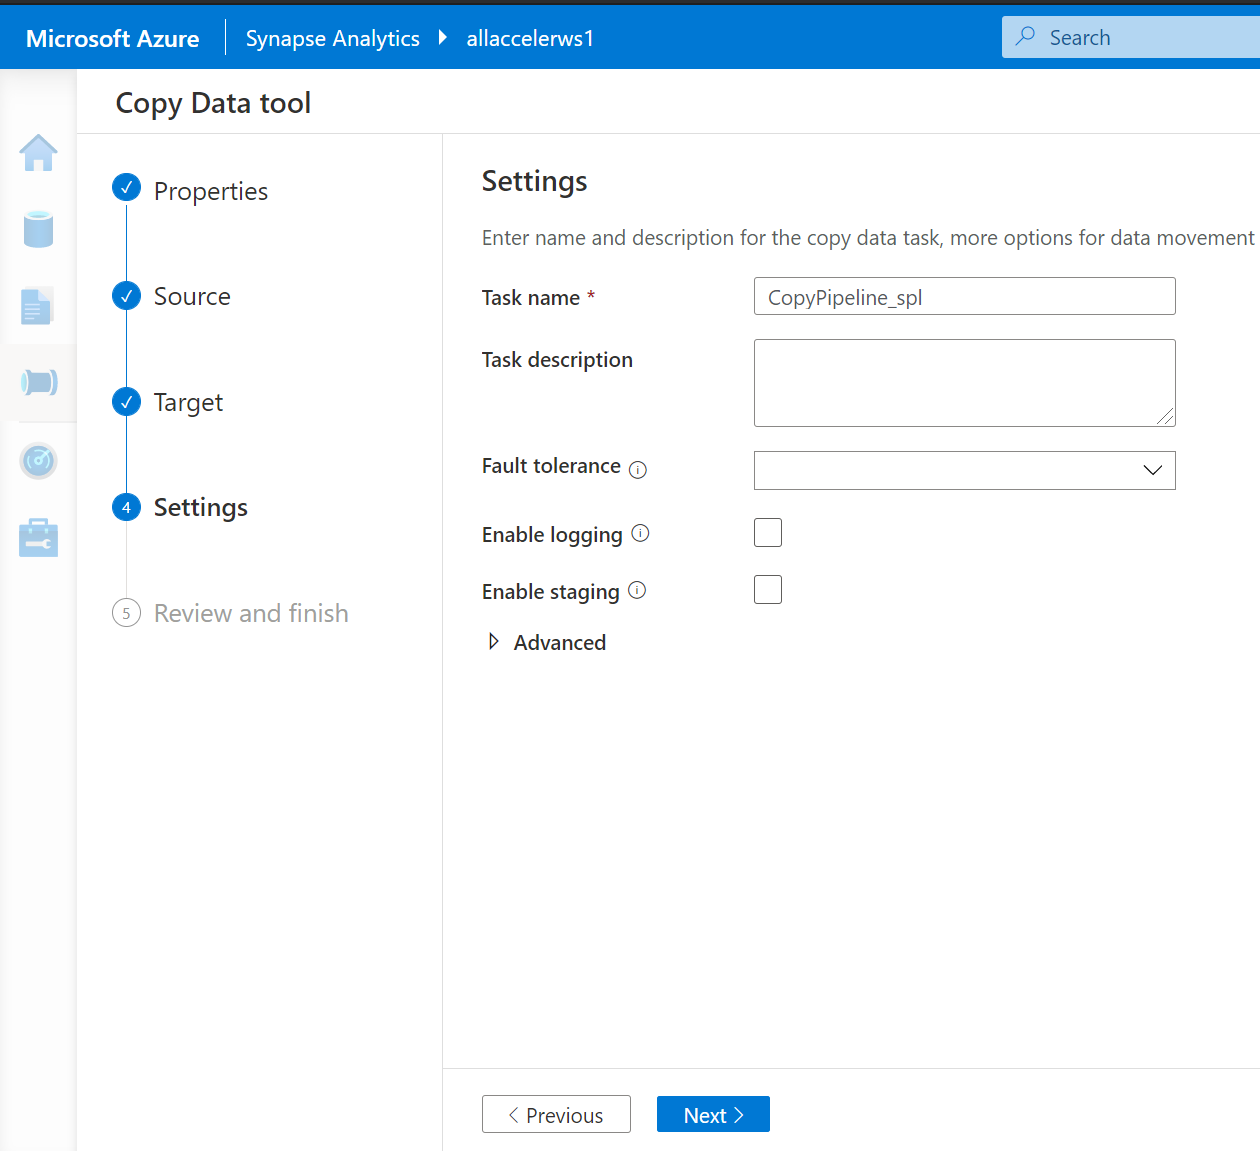 Microsoft Azure
Synapse Analytics
allaccelerws1
Search
Copy Data tool
Properties
Source
Target
4 Settings
5 Review and finish
Settings
Enter name and description for the copy data task, more options for data movement
Task name *
CopyPipeline_spl
Task description
Fault tolerance
Enable logging
Enable staging
Advanced
Previous
Next